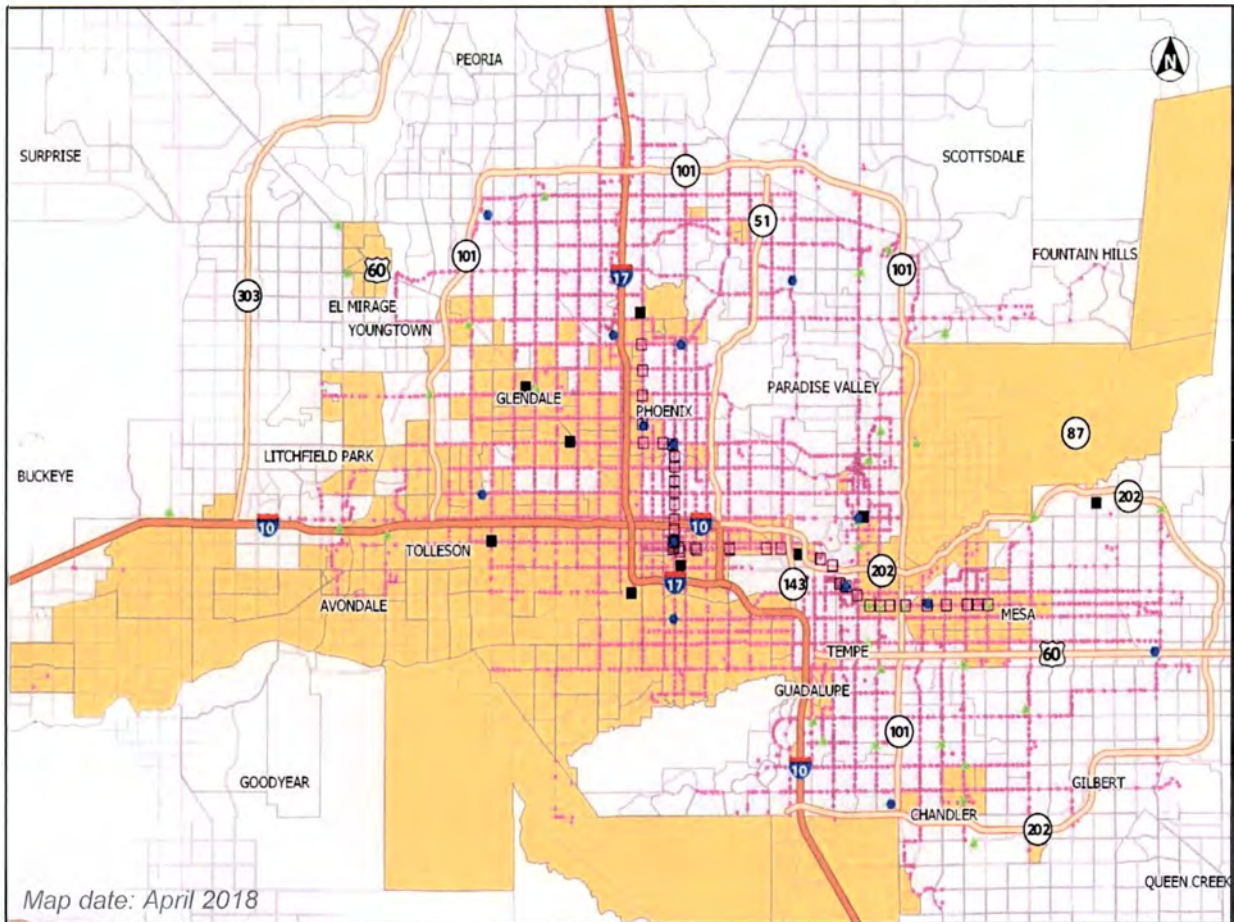 PEORIA
N
SURPRISE
SCOTTSDALE
101
51
FOUNTAIN HILLS
60
101
17
101
303
EL MIRAGE
YOUNGTOWN
PARADISE VALLEY
GLENDALE
PHOENIX
87
LITCHFIELD PARK
BUCKEYE
202
10
10
TOLLESON
202
143
17
AVONDALE
MESA
TEMPE
60
GUADALUPE
101
10
GOODYEAR
GILBERT
CHANDLER
202
QUEEN CREEK
Map date: April 2018